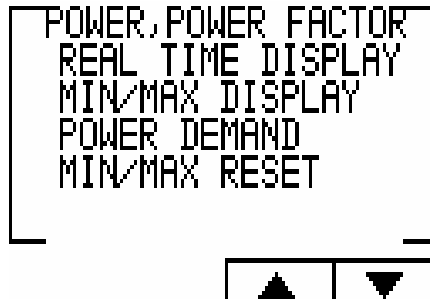 POWER,POWER FACTOR
REAL TIME DISPLAY
MIN/MAX DISPLAY
POWER DEMAND
MIN/MAX RESET